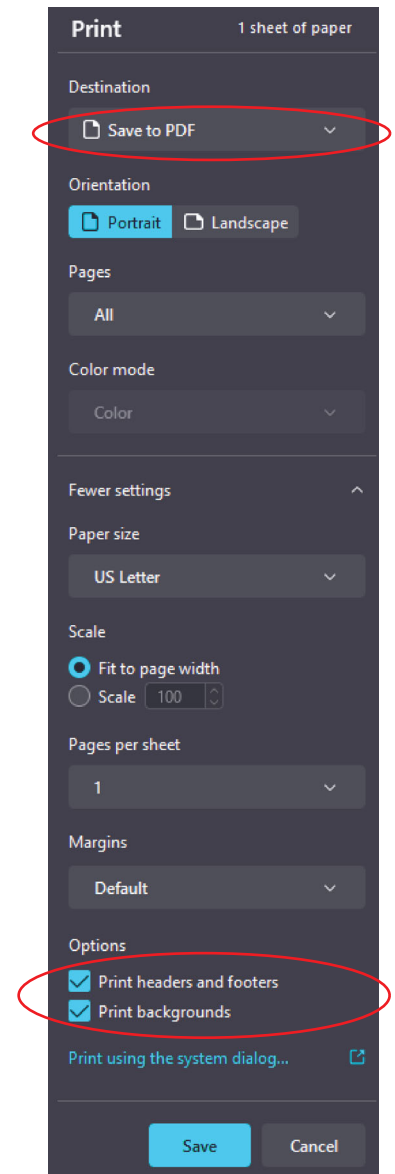 Print 1 sheet of paper
Destination
Save to PDF
Orientation
Portrait Landscape
Pages
All
Color mode
Color
Fewer settings
Paper size
US Letter
Scale
Fit to page width
Scale 100
Pages per sheet
1
Margins
Default
Options
Print headers and footers
Print backgrounds
Print using the system dialog...
Save Cancel